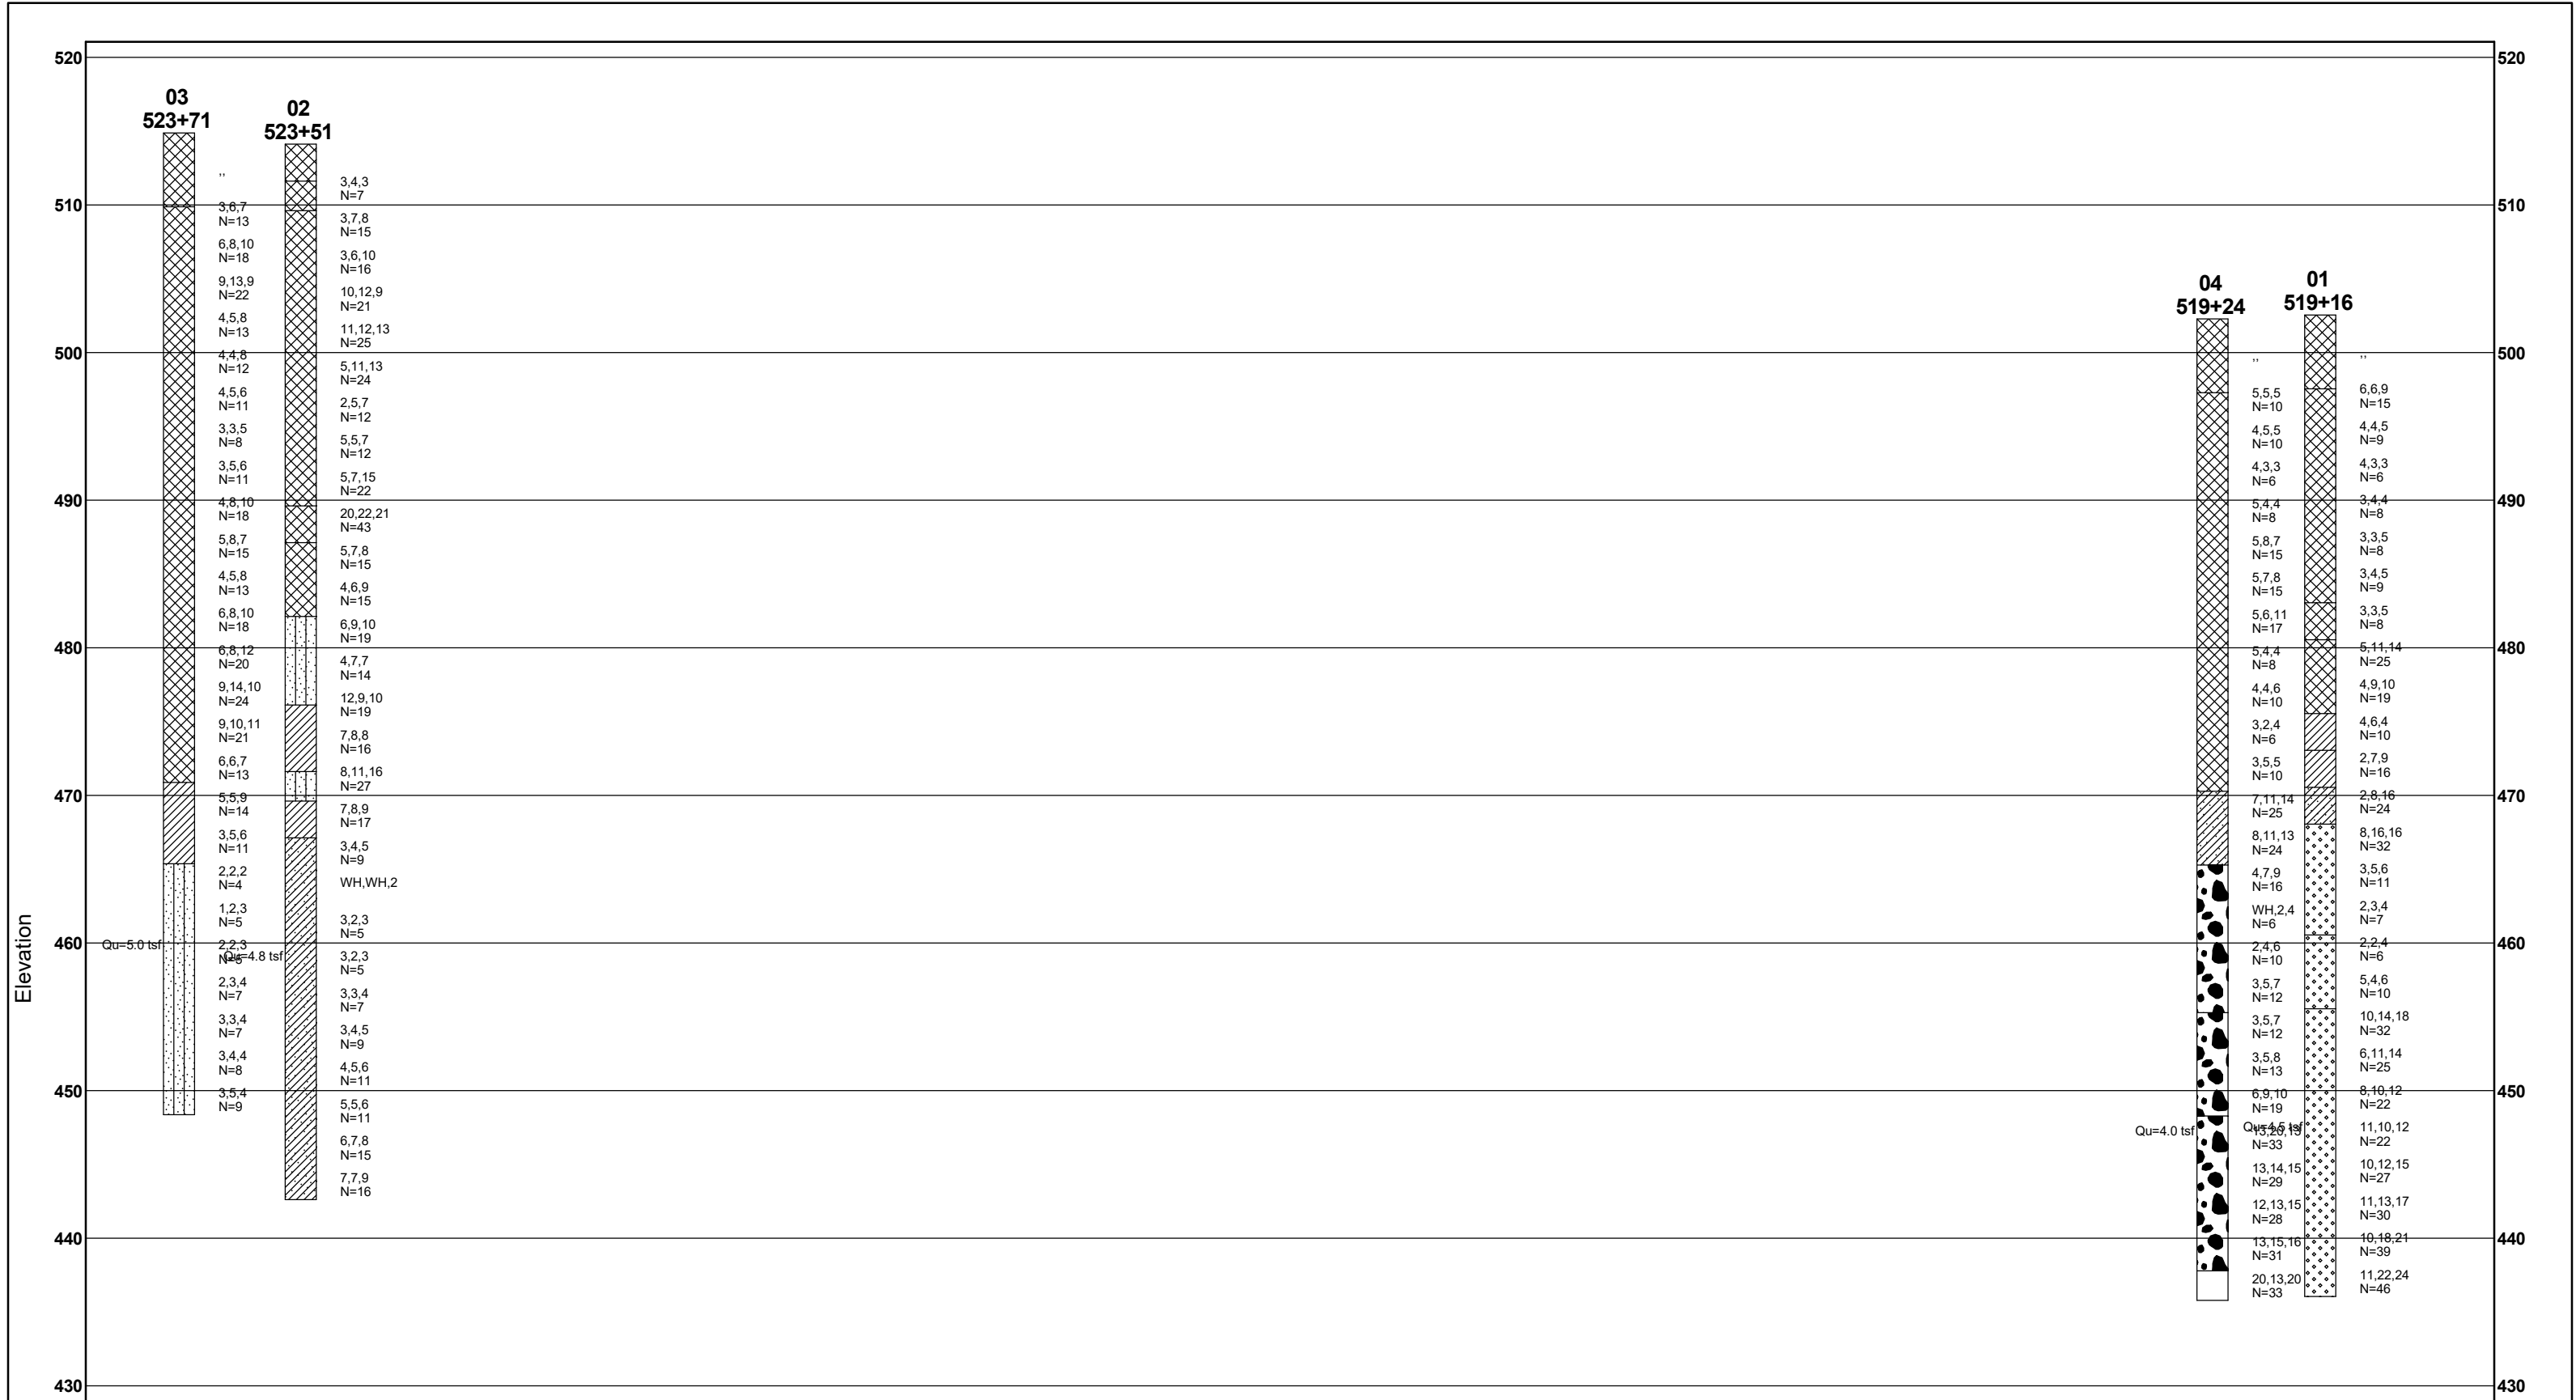 520
510
500
490
480
470
460
450
440
430
Elevation
03
523+71
,,
3,6,7
N=13
6,8,10
N=18
9,13,9
N=22
4,5,8
N=13
4,4,8
N=12
4,5,6
N=11
3,3,5
N=8
3,5,6
N=11
4,8,10
N=18
5,8,7
N=15
4,5,8
N=13
6,8,10
N=18
6,8,12
N=20
9,14,10
N=24
9,10,11
N=21
6,6,7
N=13
5,5,9
N=14
3,5,6
N=11
2,2,2
N=4
1,2,3
N=5
Qu=5.0 tsf
2,2,3
N=5
2,3,4
N=7
3,3,4
N=7
3,4,4
N=8
3,5,4
N=9
02
523+51
3,4,3
N=7
3,7,8
N=15
3,6,10
N=16
10,12,9
N=21
11,12,13
N=25
5,11,13
N=24
2,5,7
N=12
5,5,7
N=12
5,7,15
N=22
20,22,21
N=43
5,7,8
N=15
4,6,9
N=15
6,9,10
N=19
4,7,7
N=14
12,9,10
N=19
7,8,8
N=16
8,11,16
N=27
7,8,9
N=17
3,4,5
N=9
WH,WH,2
3,2,3
N=5
Qu=4.8 tsf
3,2,3
N=5
3,3,4
N=7
3,4,5
N=9
4,5,6
N=11
5,5,6
N=11
6,7,8
N=15
7,7,9
N=16
04
519+24
,,
5,5,5
N=10
4,5,5
N=10
4,3,3
N=6
5,4,4
N=8
5,8,7
N=15
5,7,8
N=15
5,6,11
N=17
5,4,4
N=8
4,4,6
N=10
3,2,4
N=6
3,5,5
N=10
7,11,14
N=25
8,11,13
N=24
4,7,9
N=16
WH,2,4
N=6
2,4,6
N=10
3,5,7
N=12
3,5,7
N=12
3,5,8
N=13
6,9,10
N=19
Qu=4.0 tsf
13,20,13
N=33
13,14,15
N=29
12,13,15
N=28
13,15,16
N=31
20,13,20
N=33
01
519+16
,,
6,6,9
N=15
4,4,5
N=9
4,3,3
N=6
3,4,4
N=8
3,3,5
N=8
3,4,5
N=9
3,3,5
N=8
5,11,14
N=25
4,9,10
N=19
4,6,4
N=10
2,7,9
N=16
2,8,16
N=24
8,16,16
N=32
3,5,6
N=11
2,3,4
N=7
2,2,4
N=6
5,4,6
N=10
10,14,18
N=32
6,11,14
N=25
8,10,12
N=22
Qu=4.5 tsf
11,10,12
N=22
10,12,15
N=27
11,13,17
N=30
10,18,21
N=39
11,22,24
N=46
520
510
500
490
480
470
460
450
440
430